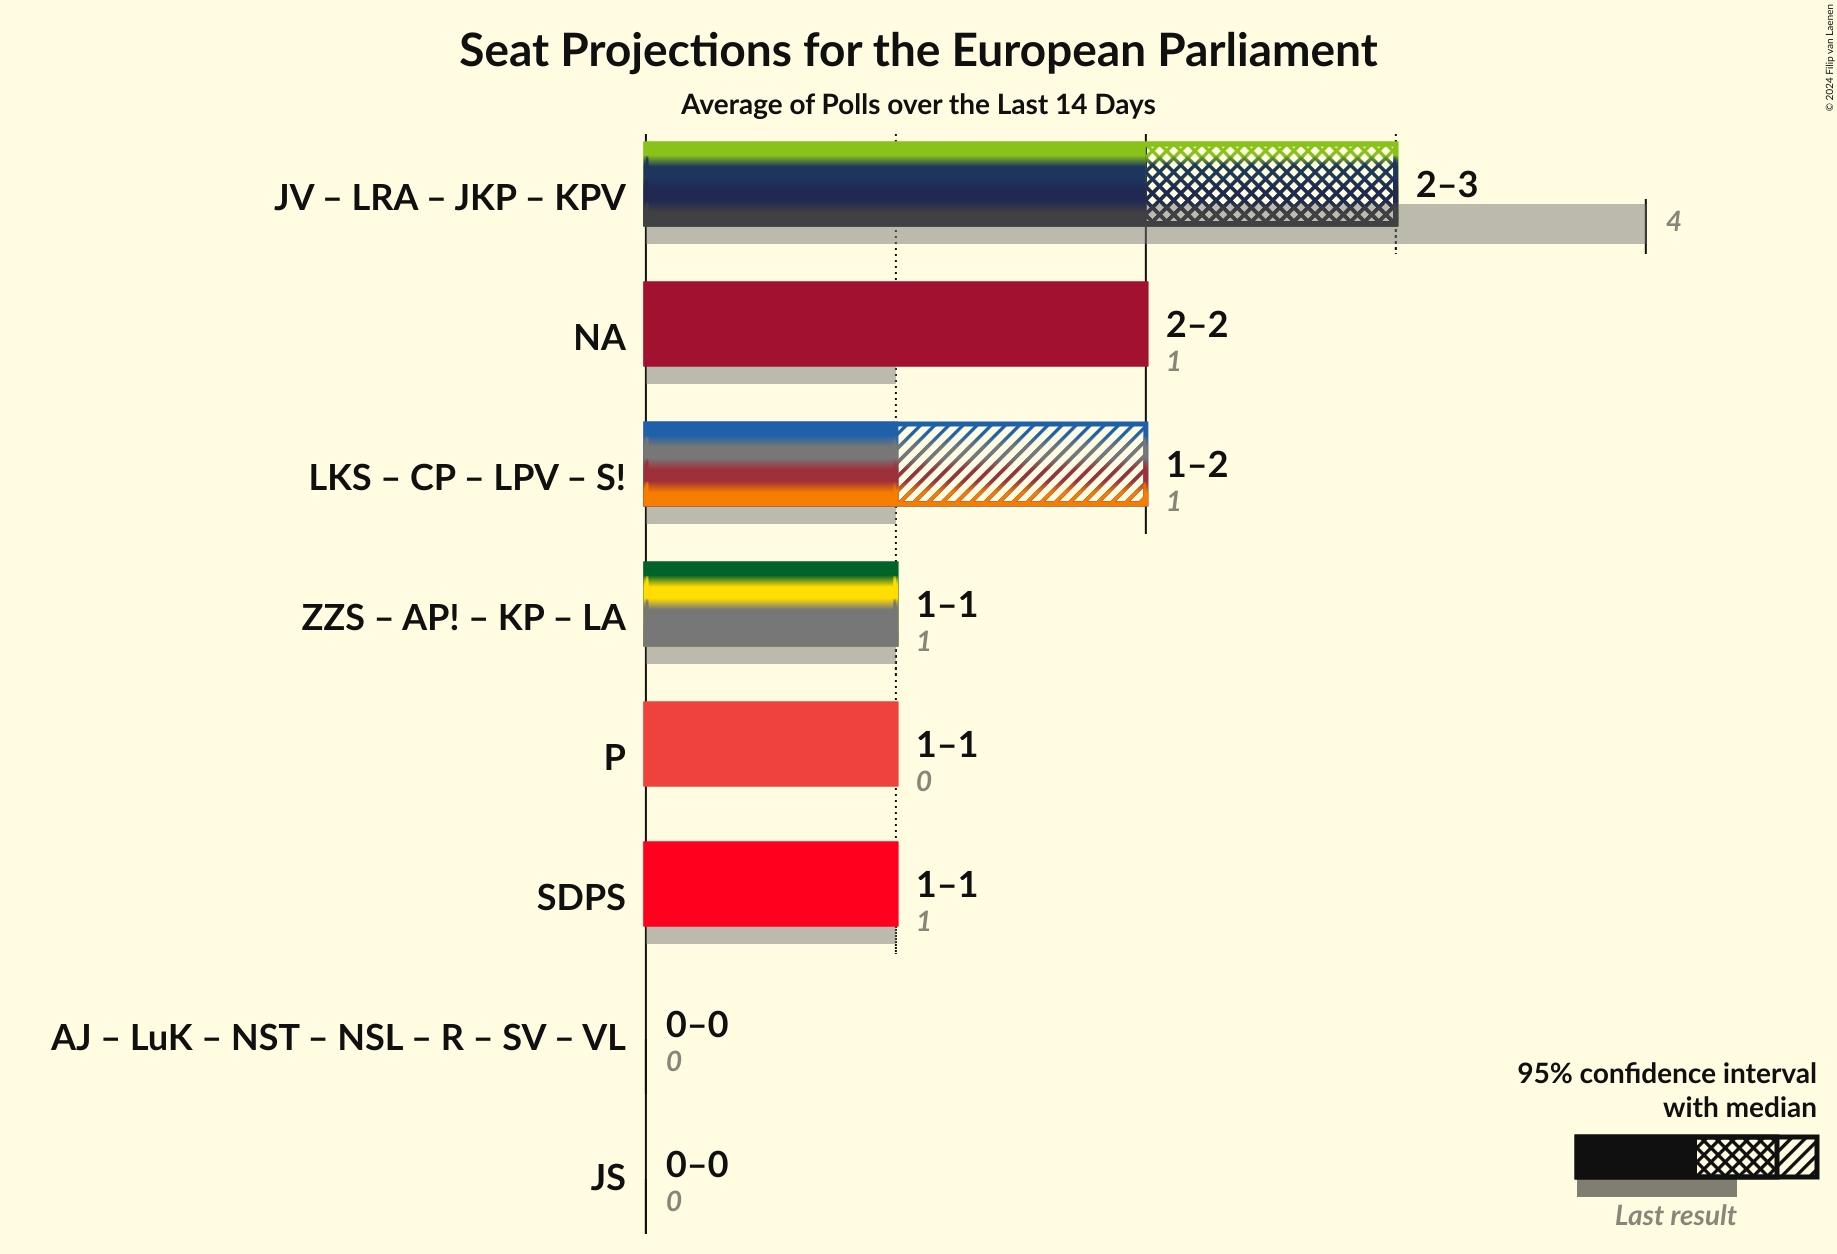 Seat Projections for the European Parliament
Average of Polls over the Last 14 Days
© 2024 Filip van Laenen
JV – LRA – JKP – KPV
2–3
4
NA
2–2
1
LKS – CP – LPV – S!
1–2
1
ZZS – AP! – KP – LA
1–1
1
P
1–1
0
SDPS
1–1
1
AJ – LuK – NST – NSL – R – SV – VL
0–0
0
JS
0–0
0
95% confidence interval
with median
Last result